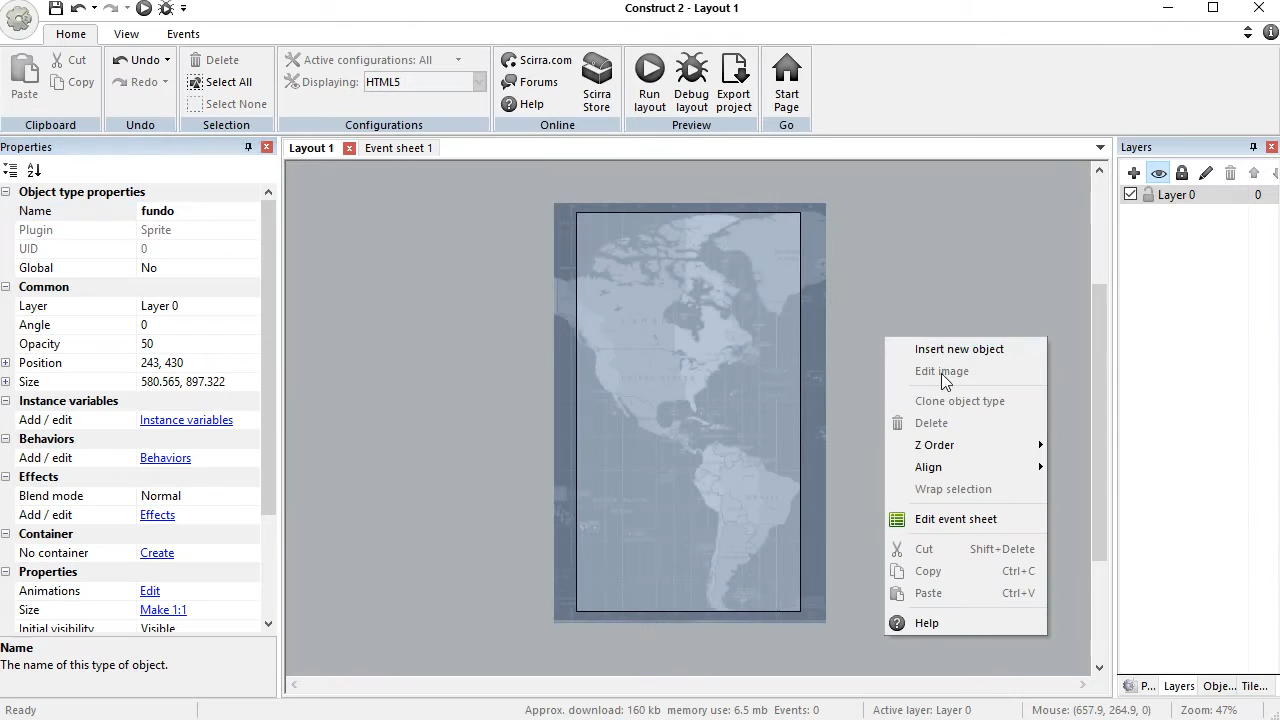 Construct 2 - Layout 1
Home View Events
Paste Cut Copy Clipboard
Undo Redo Undo
Delete Select All Select None Selection
Active configurations: All
Displaying: HTML5
Configurations
Scirra.com Forums Help Scirra Store Online
Run layout Debug layout Export project Preview
Start Page Go
Properties
Layout 1 Event sheet 1
Layers
Object type properties
Name fundo
Plugin Sprite
UID 0
Global No
Common
Layer Layer 0
Angle 0
Opacity 50
Position 243, 430
Size 580.565, 897.322
Instance variables
Add / edit Instance variables
Behaviors
Add / edit Behaviors
Effects
Blend mode Normal
Add / edit Effects
Container
No container Create
Properties
Animations Edit
Size Make 1:1
Initial visibility Visible
Name
The name of this type of object.
Insert new object
Edit image
Clone object type
Delete
Z Order
Align
Wrap selection
Edit event sheet
Cut Shift+Delete
Copy Ctrl+C
Paste Ctrl+V
Help
Layer 0 0
P... Layers Obje... Tile...
Ready Approx. download: 160 kb memory use: 6.5 mb Events: 0 Active layer: Layer 0 Mouse: (657.9, 264.9, 0) Zoom: 47%